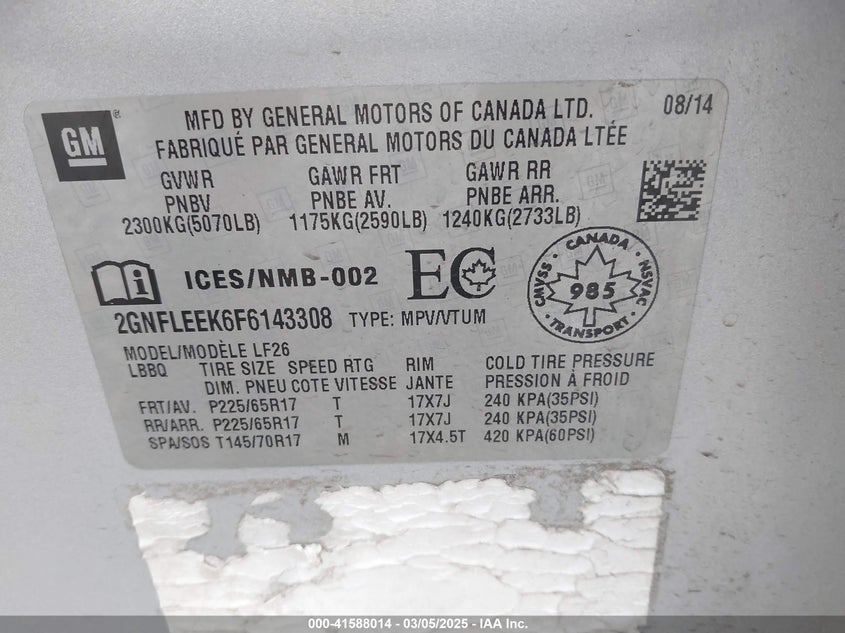 GM ®
MFD BY GENERAL MOTORS OF CANADA LTD. 08/14
FABRIQUÉ PAR GENERAL MOTORS DU CANADA LTÉE
GVWR GAWR FRT GAWR RR
PNBV PNBE AV. PNBE ARR.
2300KG(5070LB) 1175KG(2590LB) 1240KG(2733LB)
ICES/NMB-002 EC
CANADA
CMVSS 985 NSVAC
TRANSPORT
2GNFLEEK6F6143308 TYPE: MPV/VTUM
MODEL/MODÈLE LF26
LBBQ TIRE SIZE SPEED RTG RIM COLD TIRE PRESSURE
DIM. PNEU COTE VITESSE JANTE PRESSION À FROID
FRT/AV. P225/65R17 T 17X7J 240 KPA(35PSI)
RR/ARR. P225/65R17 T 17X7J 240 KPA(35PSI)
SPA/SOS T145/70R17 M 17X4.5T 420 KPA(60PSI)
000-41588014 - 03/05/2025 - IAA Inc.